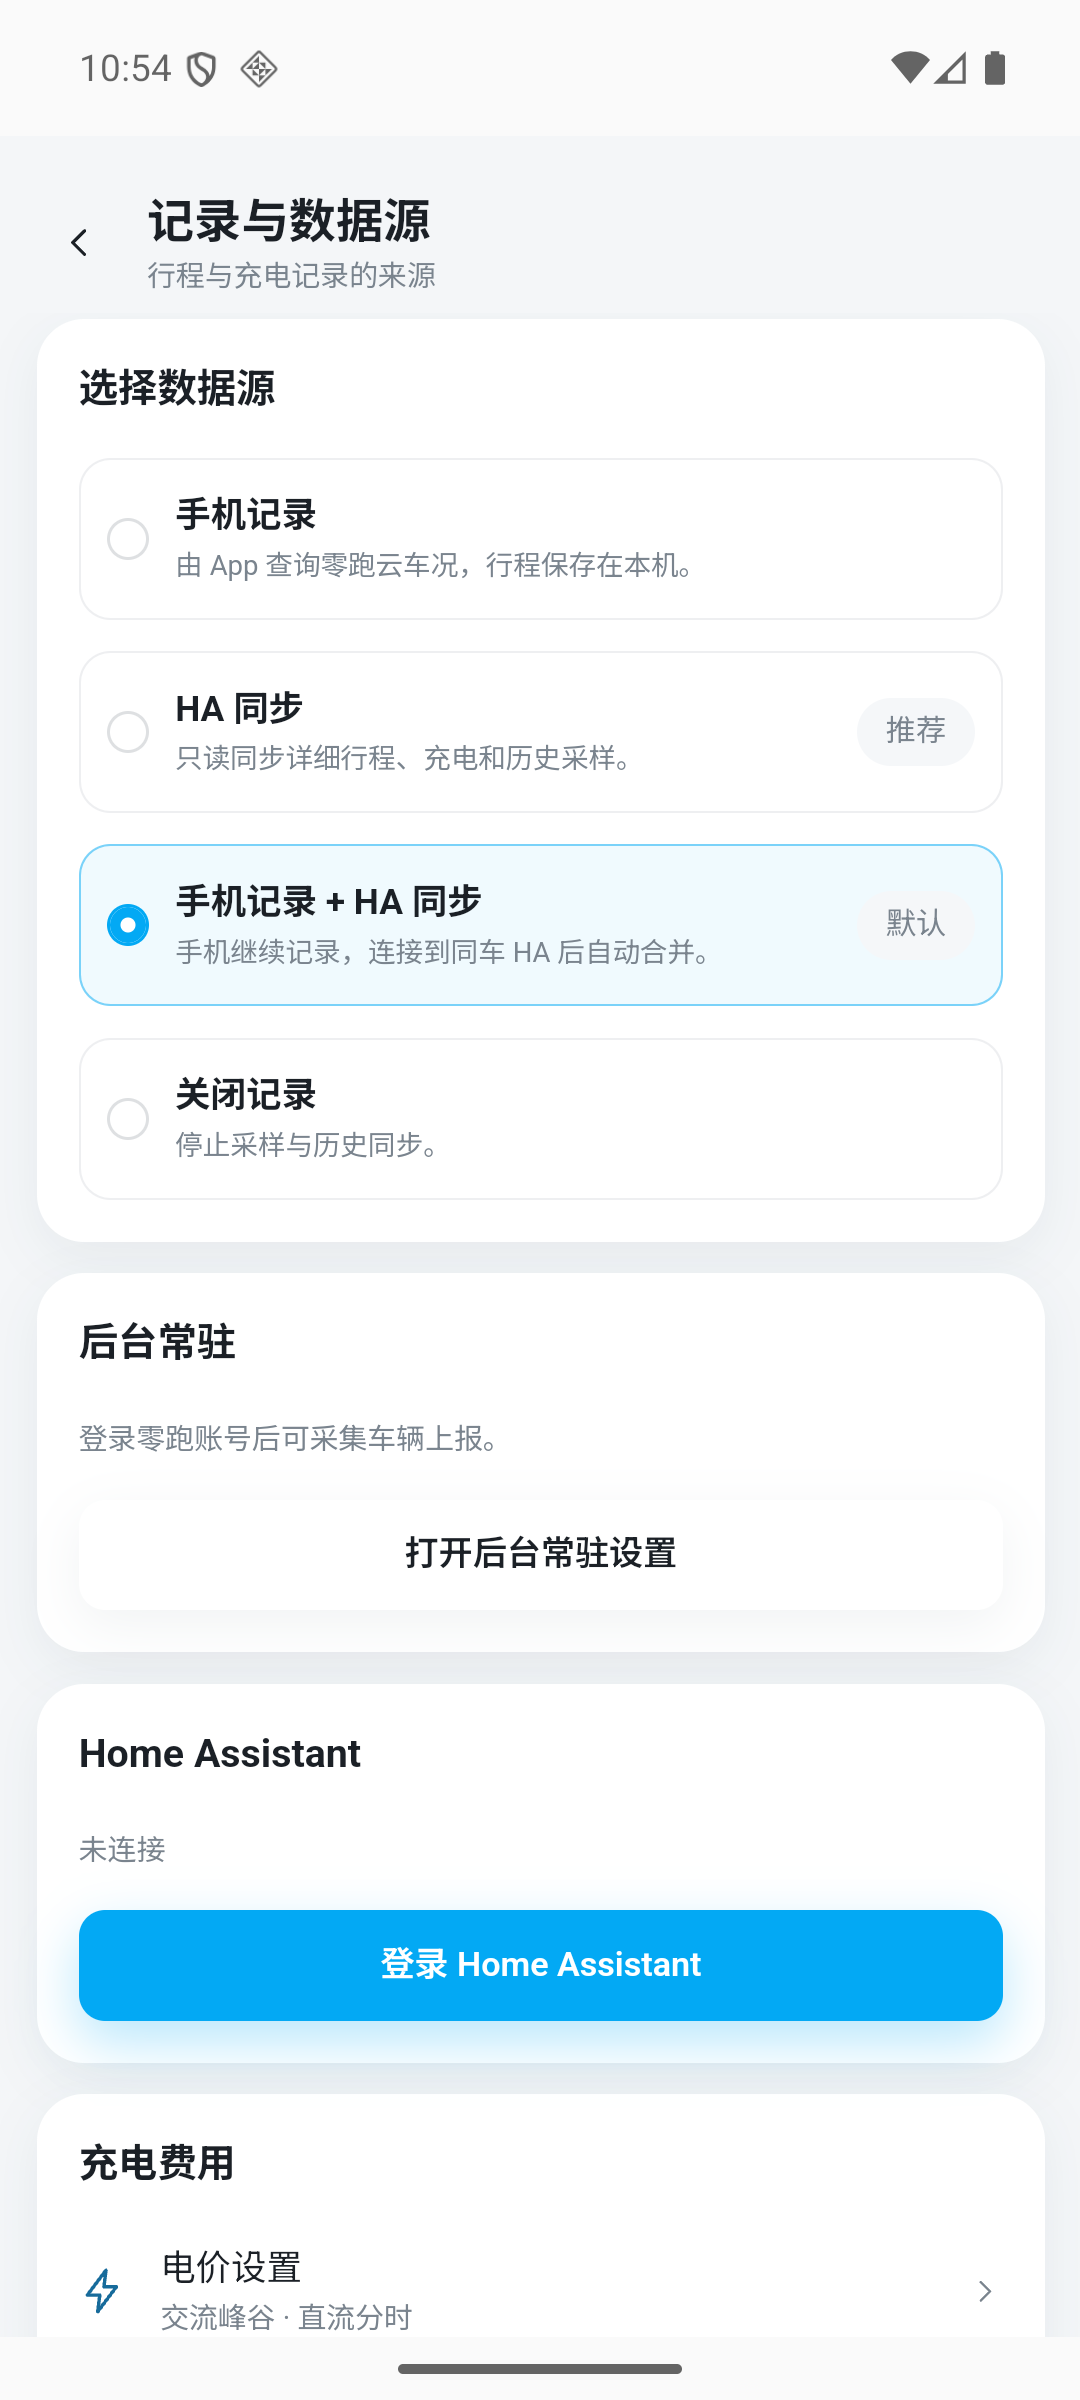 10:54
记录与数据源
行程与充电记录的来源
选择数据源
手机记录
由 App 查询零跑云车况，行程保存在本机。
HA 同步
只读同步详细行程、充电和历史采样。
推荐
手机记录 + HA 同步
手机继续记录，连接到同车 HA 后自动合并。
默认
关闭记录
停止采样与历史同步。
后台常驻
登录零跑账号后可采集车辆上报。
打开后台常驻设置
Home Assistant
未连接
登录 Home Assistant
充电费用
电价设置
交流峰谷 · 直流分时